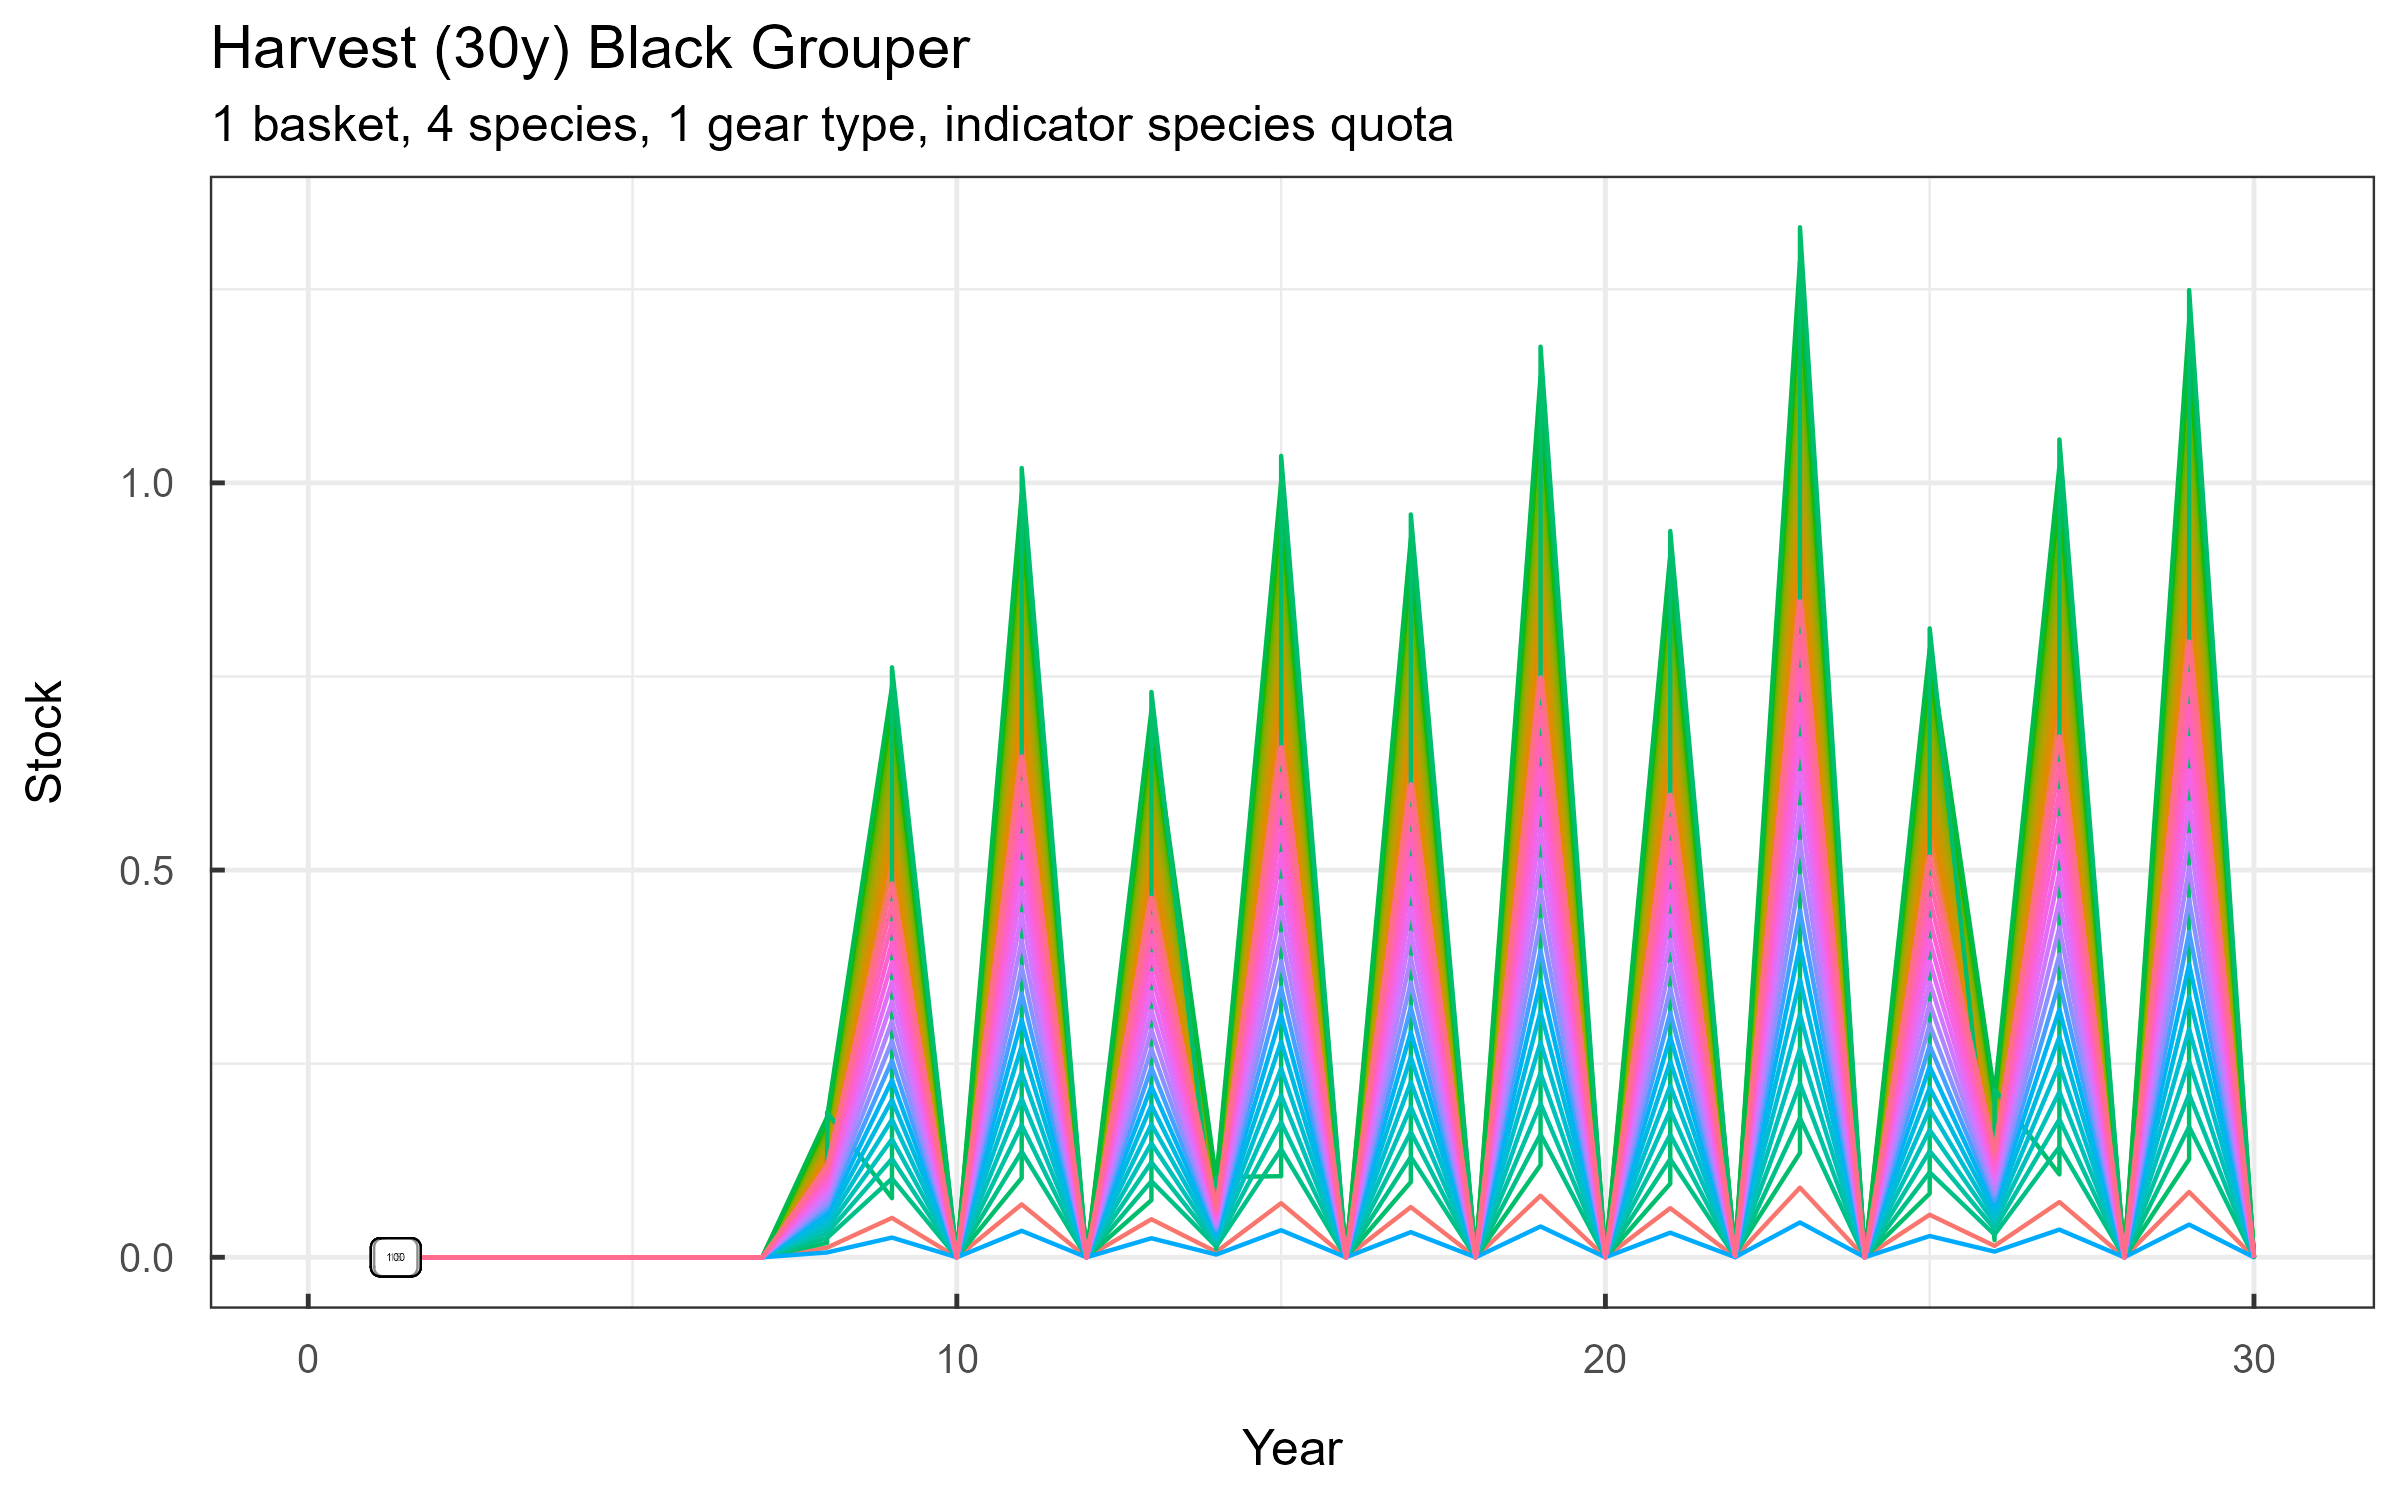 Harvest (30y) Black Grouper
1 basket, 4 species, 1 gear type, indicator species quota
Stock
1.0
0.5
0.0
0
10
20
30
Year